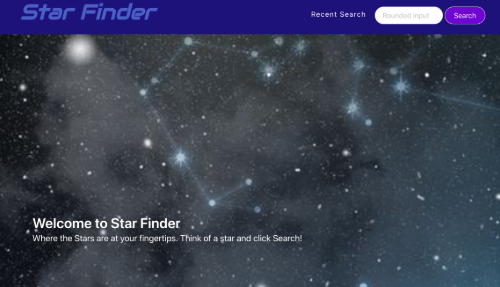 Star Finder
Recent Search
Rounded input
Search
Welcome to Star Finder
Where the Stars are at your fingertips. Think of a star and click Search!